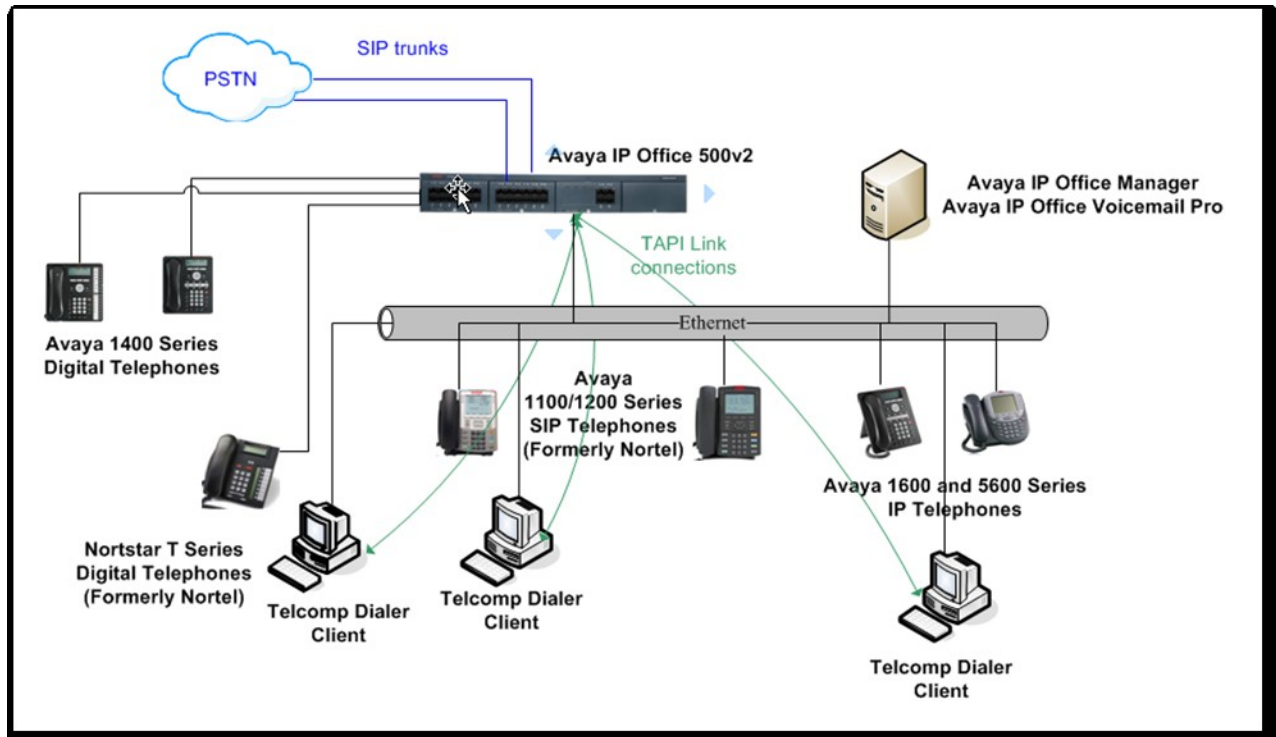 SIP trunks
PSTN
Avaya IP Office 500v2
Avaya IP Office Manager
Avaya IP Office Voicemail Pro
TAPI Link
connections
Ethernet
Avaya 1400 Series
Digital Telephones
Avaya
1100/1200 Series
SIP Telephones
(Formerly Nortel)
Avaya 1600 and 5600 Series
IP Telephones
Nortstar T Series
Digital Telephones
(Formerly Nortel)
Telcomp Dialer
Client
Telcomp Dialer
Client
Telcomp Dialer
Client